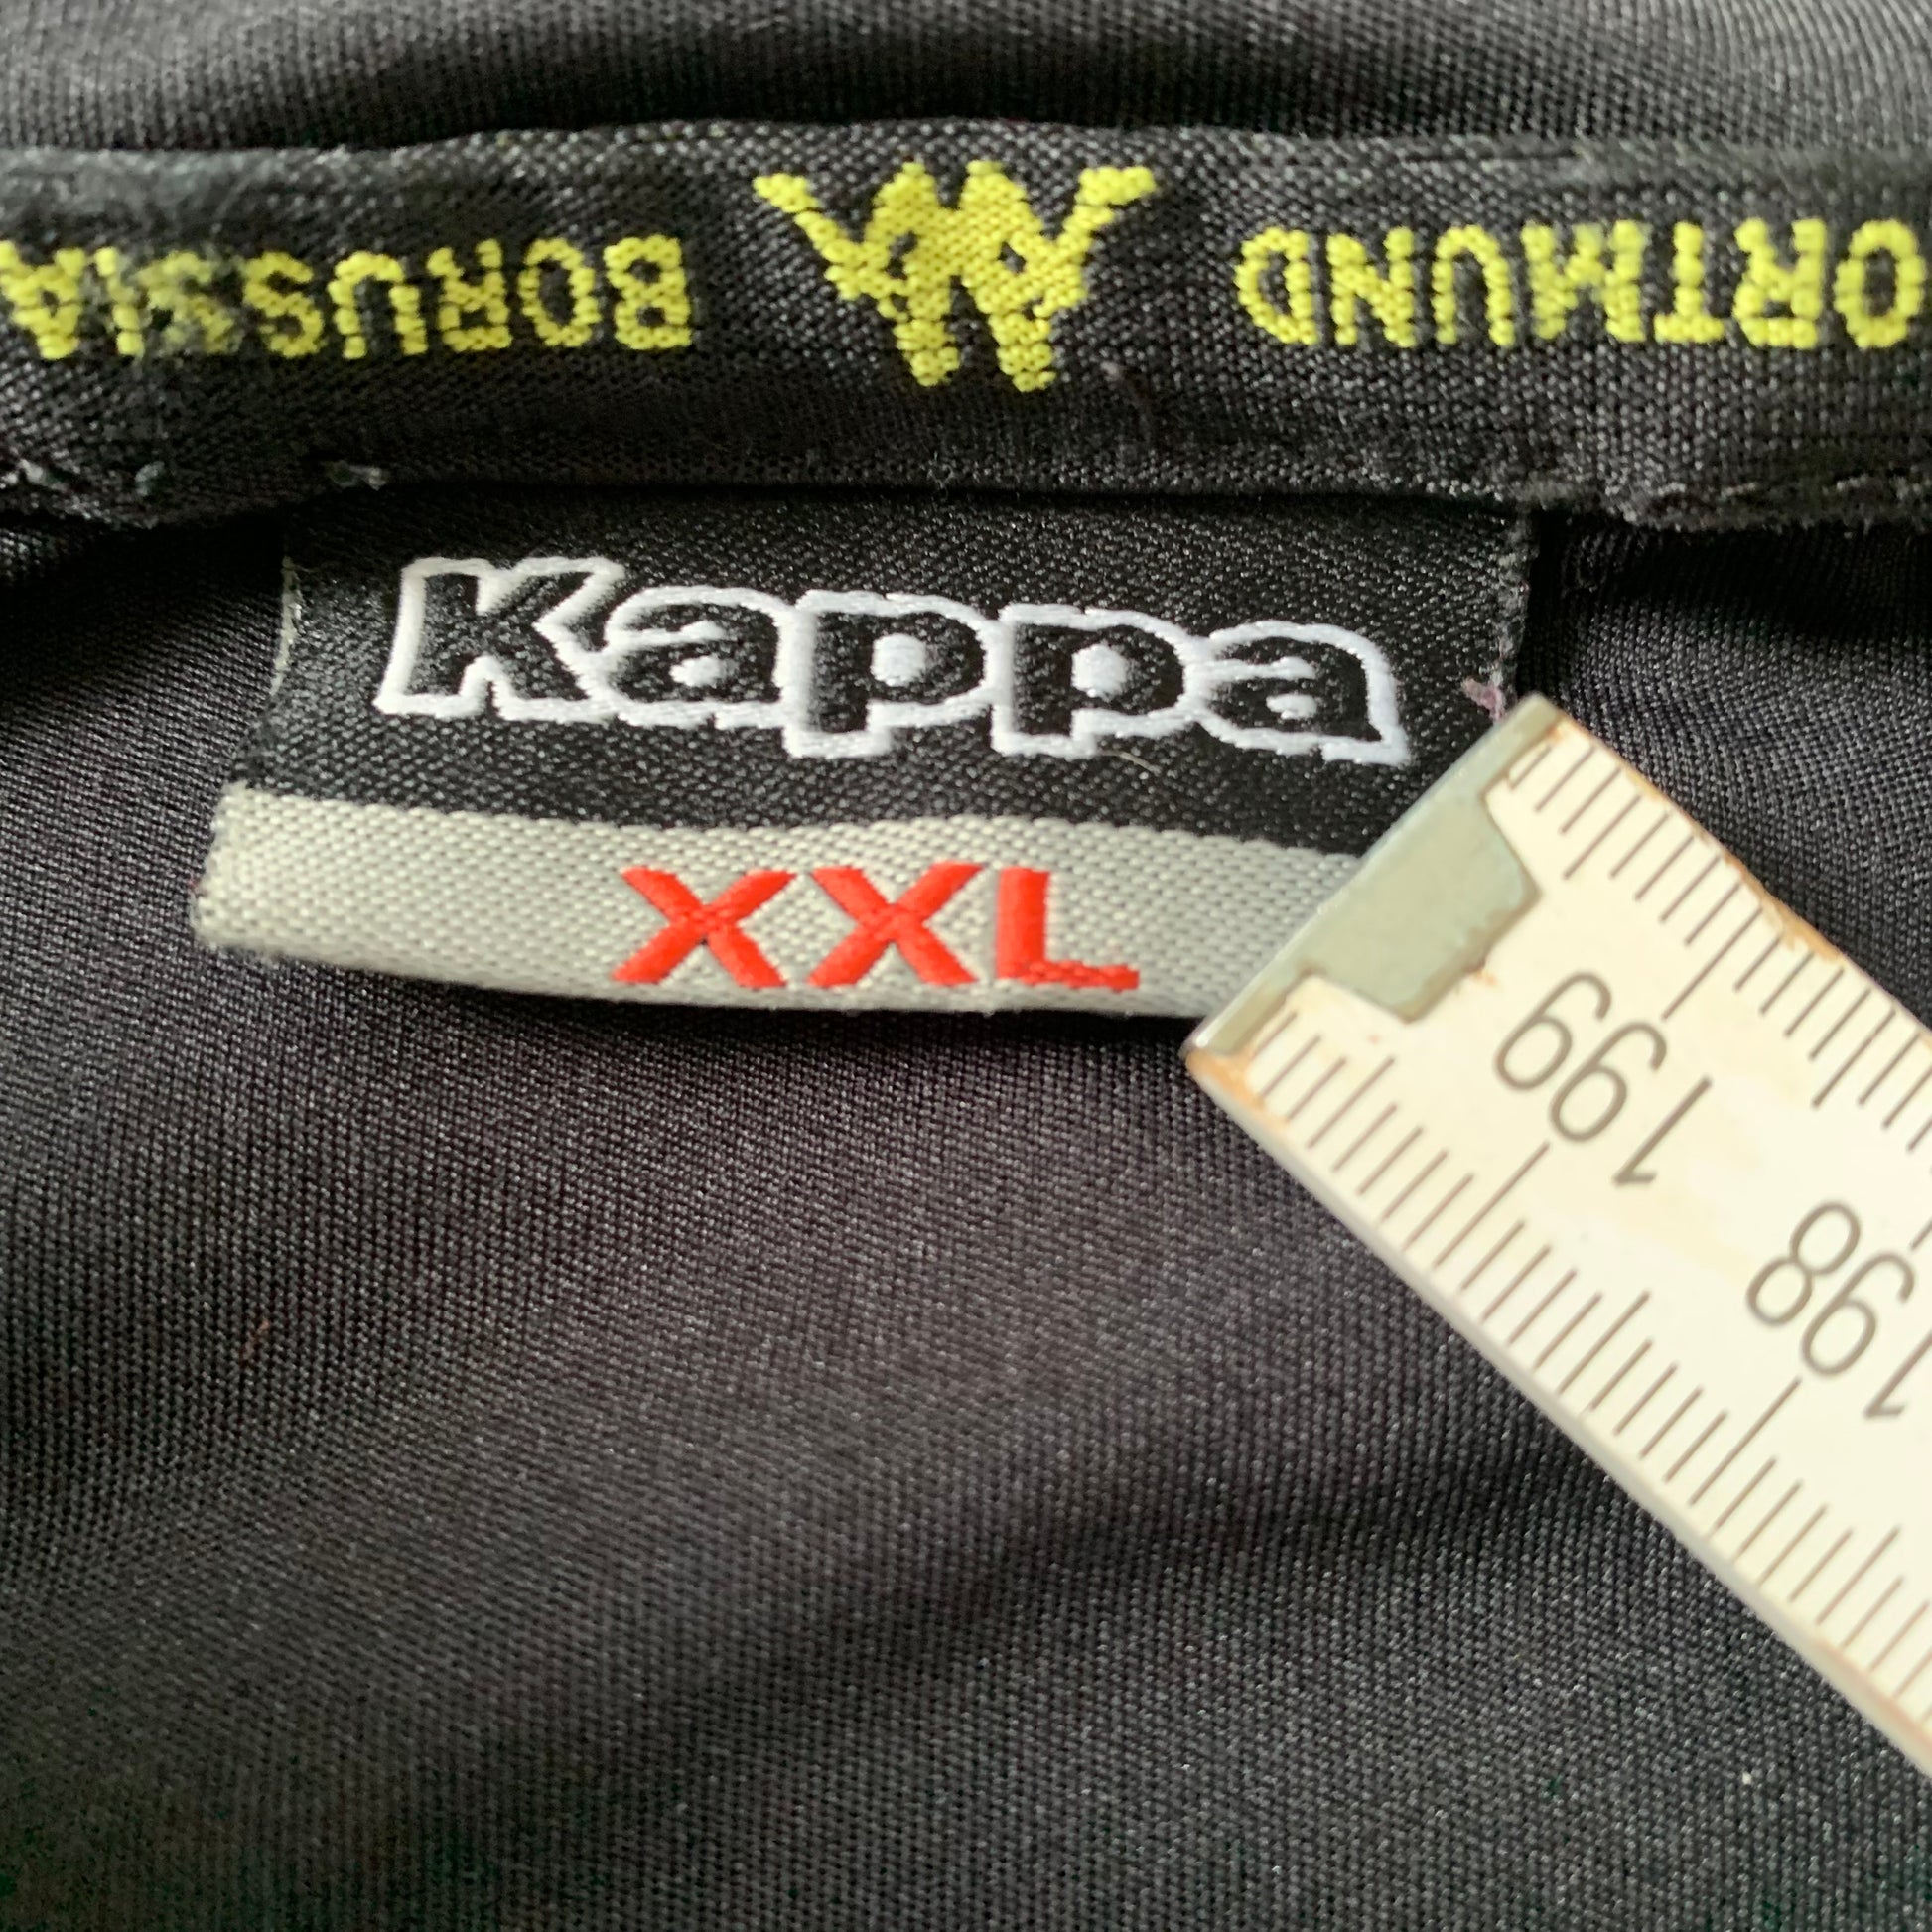 BORUSSIA ORTMUND
Kappa
XXL
199
198